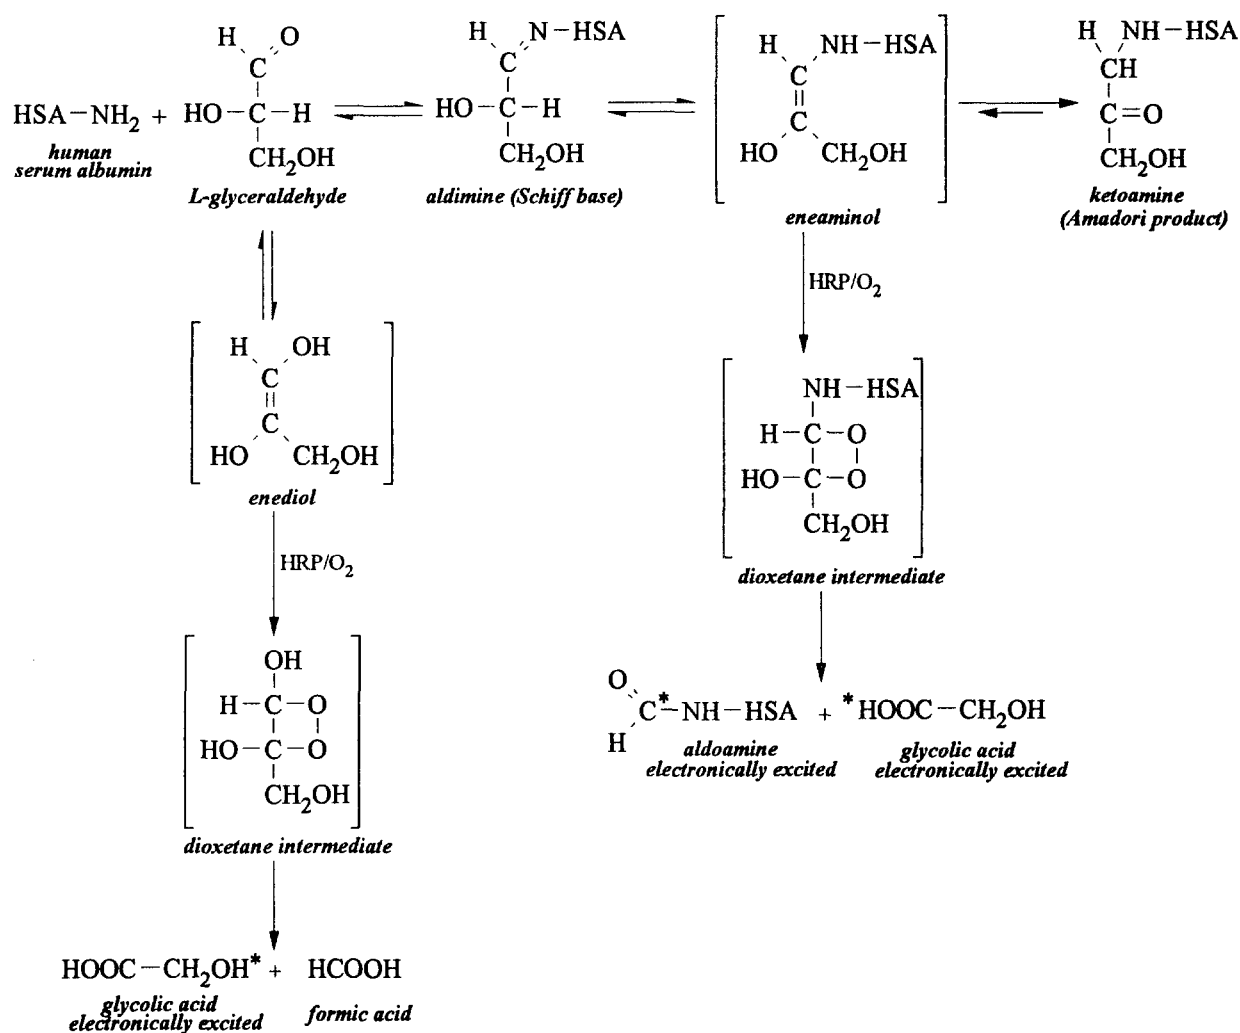 H O H N－HSA H NH－HSA H NH－HSA
C C C CH
HSA－NH2 + HO－C－H HO－C－H C C=O
CH2OH CH2OH HO CH2OH CH2OH
human
serum albumin
L-glyceraldehyde
aldimine (Schiff base)
eneaminol
ketoamine
(Amadori product)
HRP/O2
H OH
C
C
HO CH2OH
enediol
NH－HSA
H－C－O
HO－C－O
CH2OH
dioxetane intermediate
HRP/O2
OH
H－C－O
HO－C－O
CH2OH
dioxetane intermediate
O
C*－NH－HSA + *HOOC－CH2OH
H
aldoamine
electronically excited
glycolic acid
electronically excited
HOOC－CH2OH* + HCOOH
glycolic acid
electronically excited
formic acid